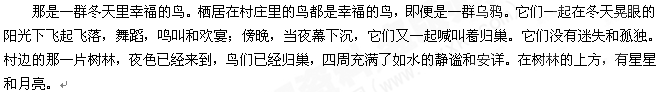 那是一群冬天里幸福的鸟。栖居在村庄里的鸟都是幸福的鸟，即便是一群乌鸦。它们一起在冬天晃眼的
阳光下飞起飞落，舞蹈，鸣叫和欢宴；傍晚，当夜幕下沉，它们又一起喊叫着归巢。它们没有迷失和孤独。
村边的那一片树林，夜色已经来到，鸟们已经归巢，四周充满了如水的静谧和安详。在树林的上方，有星星
和月亮。